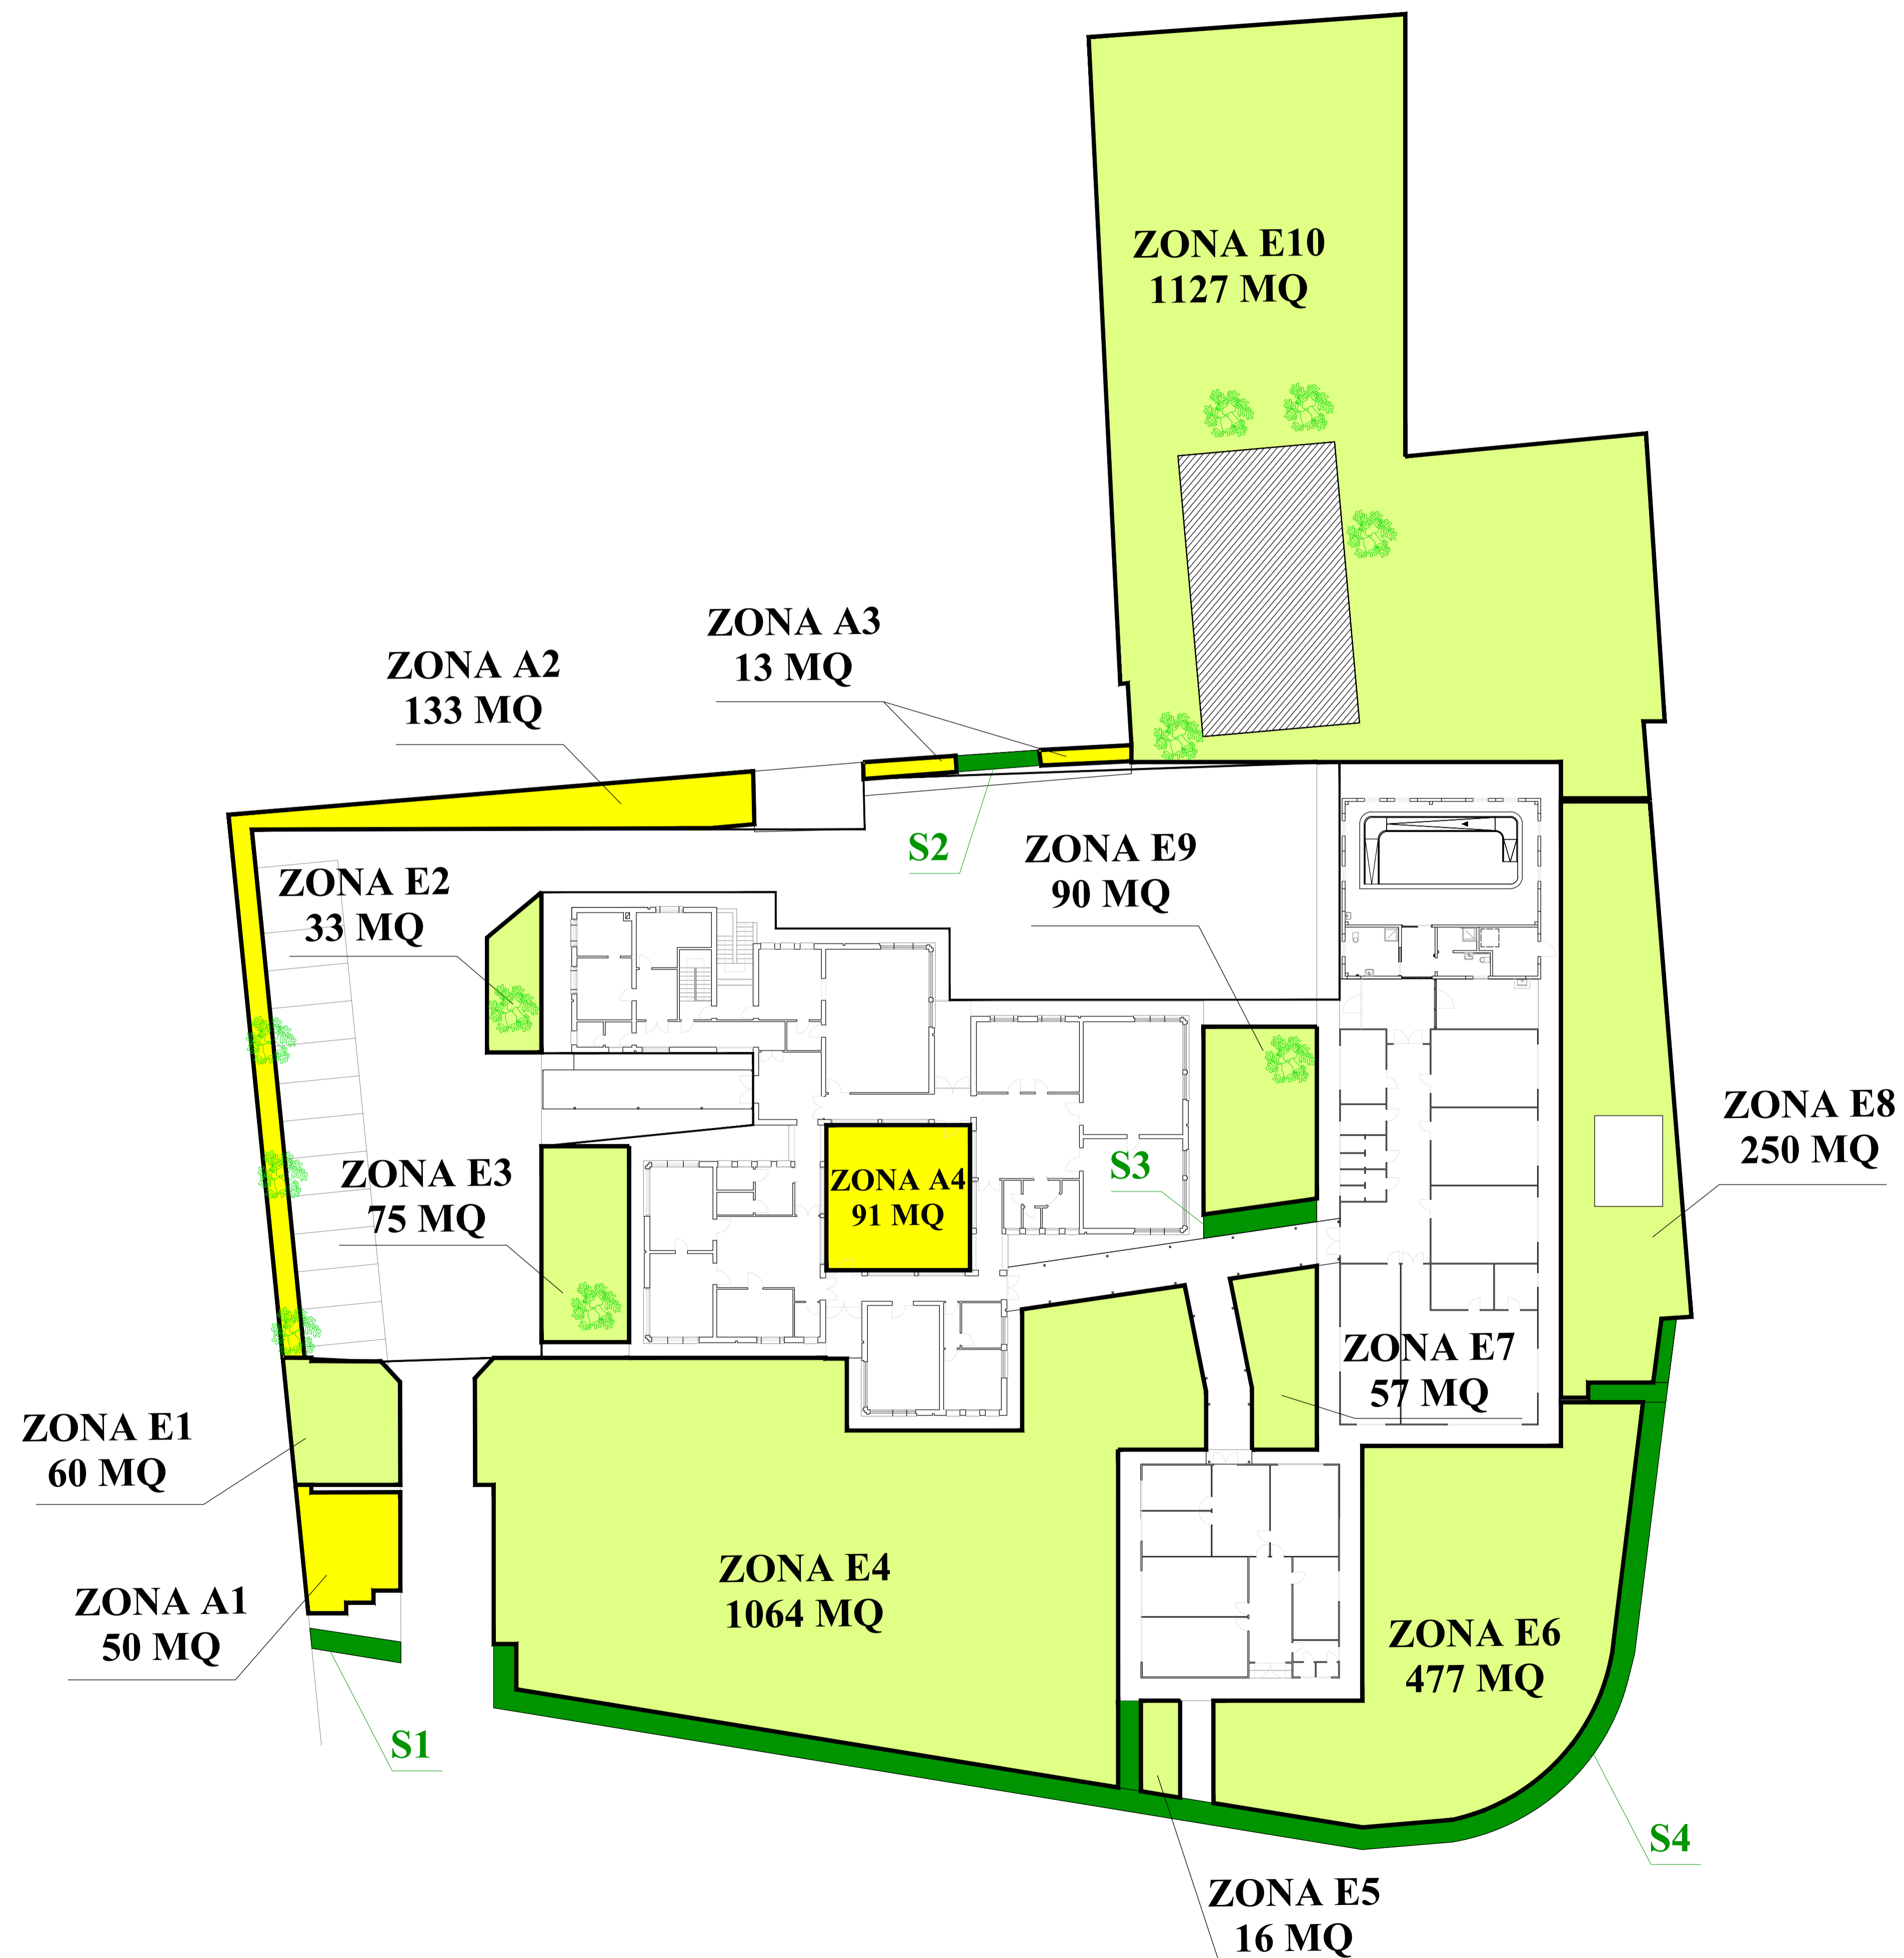 ZONA E10
1127 MQ
ZONA A3
13 MQ
ZONA A2
133 MQ
S2
ZONA E9
90 MQ
ZONA E2
33 MQ
ZONA E8
250 MQ
S3
ZONA E3
75 MQ
ZONA A4
91 MQ
ZONA E7
57 MQ
ZONA E1
60 MQ
ZONA E4
1064 MQ
ZONA A1
50 MQ
ZONA E6
477 MQ
S1
S4
ZONA E5
16 MQ